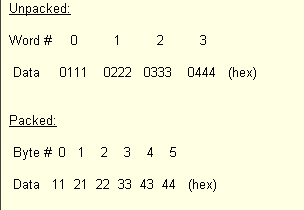 Unpacked:
Word # 0 1 2 3
Data 0111 0222 0333 0444 (hex)
Packed:
Byte # 0 1 2 3 4 5
Data 11 21 22 33 43 44 (hex)